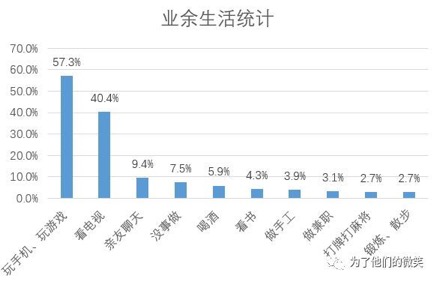 业余生活统计
70.0%
60.0%
50.0%
40.0%
30.0%
20.0%
10.0%
0.0%
57.3%
40.4%
9.4%
7.5%
5.9%
4.3%
3.9%
3.1%
2.7%
2.7%
玩手机、玩游戏
看电视
亲友聊天
没事做
喝酒
看书
做手工
做兼职
打牌打麻将
锻炼、散步
为了他们的微笑